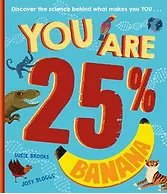 Discover the science behind what makes you YOU...
YOU ARE
25%
BANANA
SUSIE BROOKS
JOSY BLOGGS